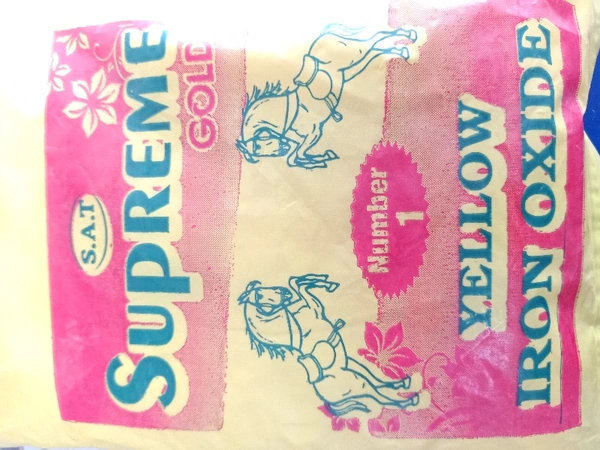 S.A.T
SUPREME
GOLD
Number
1
YELLOW
IRON OXIDE